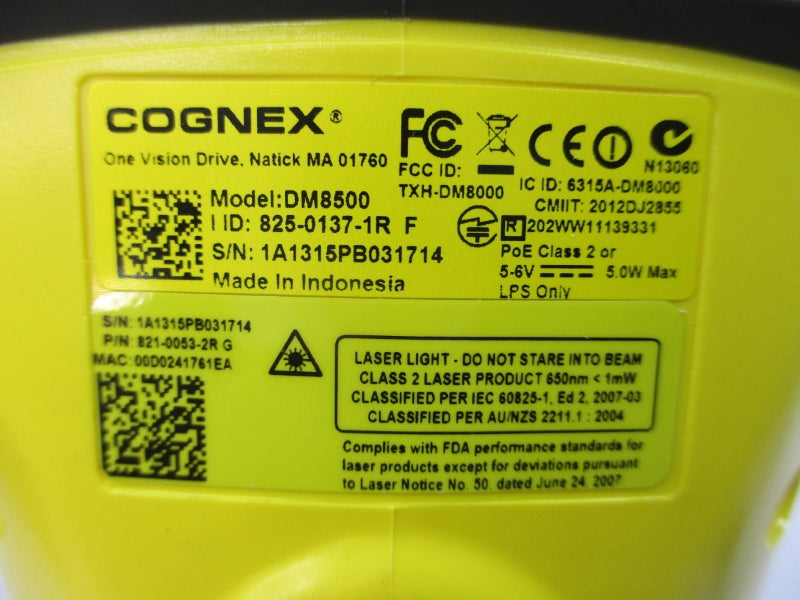 COGNEX®
One Vision Drive, Natick MA 01760
FC
CE
N13060
FCC ID:
TXH-DM8000
IC ID: 6315A-DM8000
CMIIT: 2012DJ2855
R 202WW11139331
Model:DM8500
I ID: 825-0137-1R F
S/N: 1A1315PB031714
Made In Indonesia
PoE Class 2 or
5-6V 5.0W Max
LPS Only
S/N: 1A1315PB031714
P/N: 821-0053-2R G
MAC: 00D0241761EA
LASER LIGHT - DO NOT STARE INTO BEAM
CLASS 2 LASER PRODUCT 650nm < 1mW
CLASSIFIED PER IEC 60825-1, Ed 2, 2007-03
CLASSIFIED PER AU/NZS 2211.1 : 2004
Complies with FDA performance standards for
laser products except for deviations pursuant
to Laser Notice No. 50, dated June 24, 2007